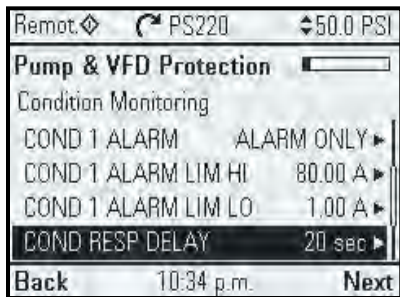 Remot. PS220 50.0 PSI
Pump & VFD Protection
Condition Monitoring
COND 1 ALARM ALARM ONLY
COND 1 ALARM LIM HI 80.00 A
COND 1 ALARM LIM LO 1.00 A
COND RESP DELAY 20 sec
Back 10:34 p.m. Next